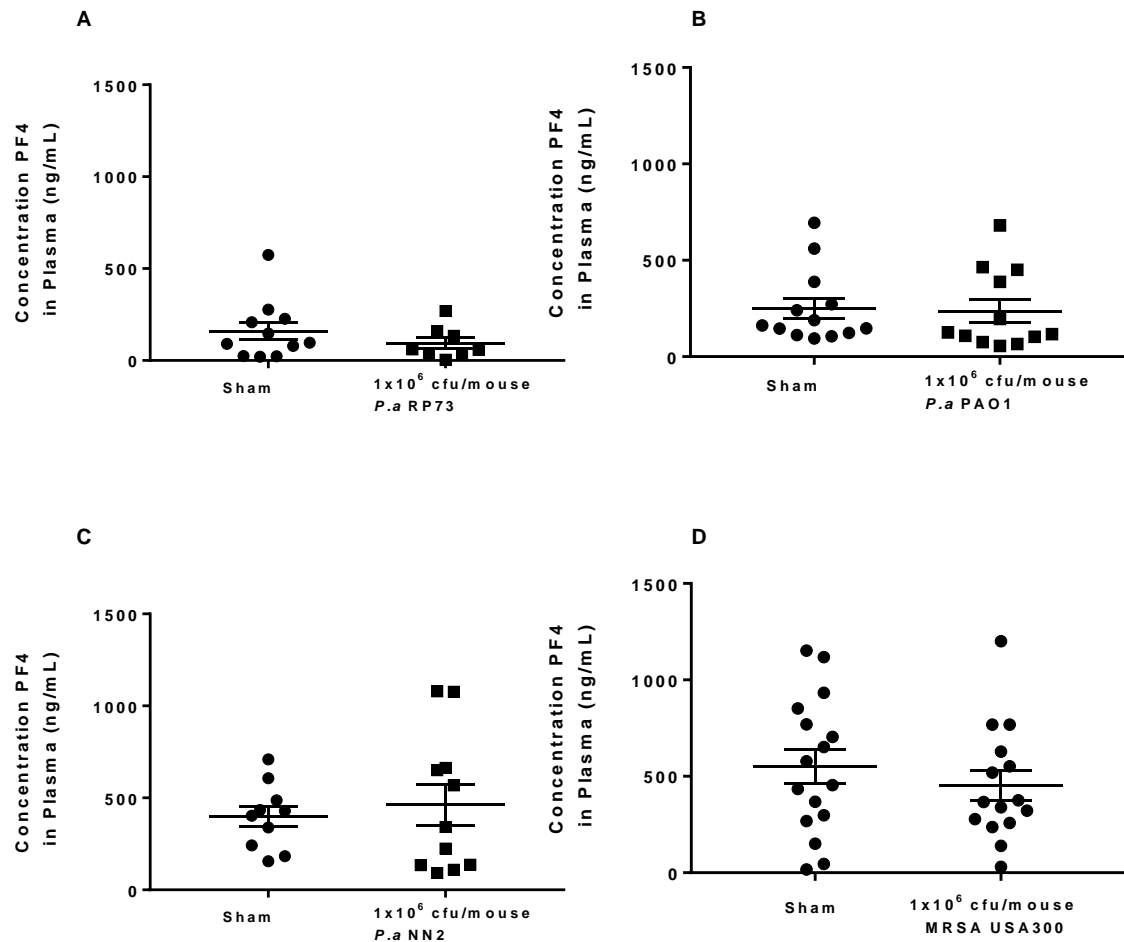 A
Concentration PF4
in Plasma (ng/mL)
1500
1000
500
0
Sham
1x10⁶ cfu/mouse
P.a RP73
B
Concentration PF4
in Plasma (ng/mL)
1500
1000
500
0
Sham
1x10⁶ cfu/mouse
P.a PAO1
C
Concentration PF4
in Plasma (ng/mL)
1500
1000
500
0
Sham
1x10⁶ cfu/mouse
P.a NN2
D
Concentration PF4
in Plasma (ng/mL)
1500
1000
500
0
Sham
1x10⁶ cfu/mouse
MRSA USA300